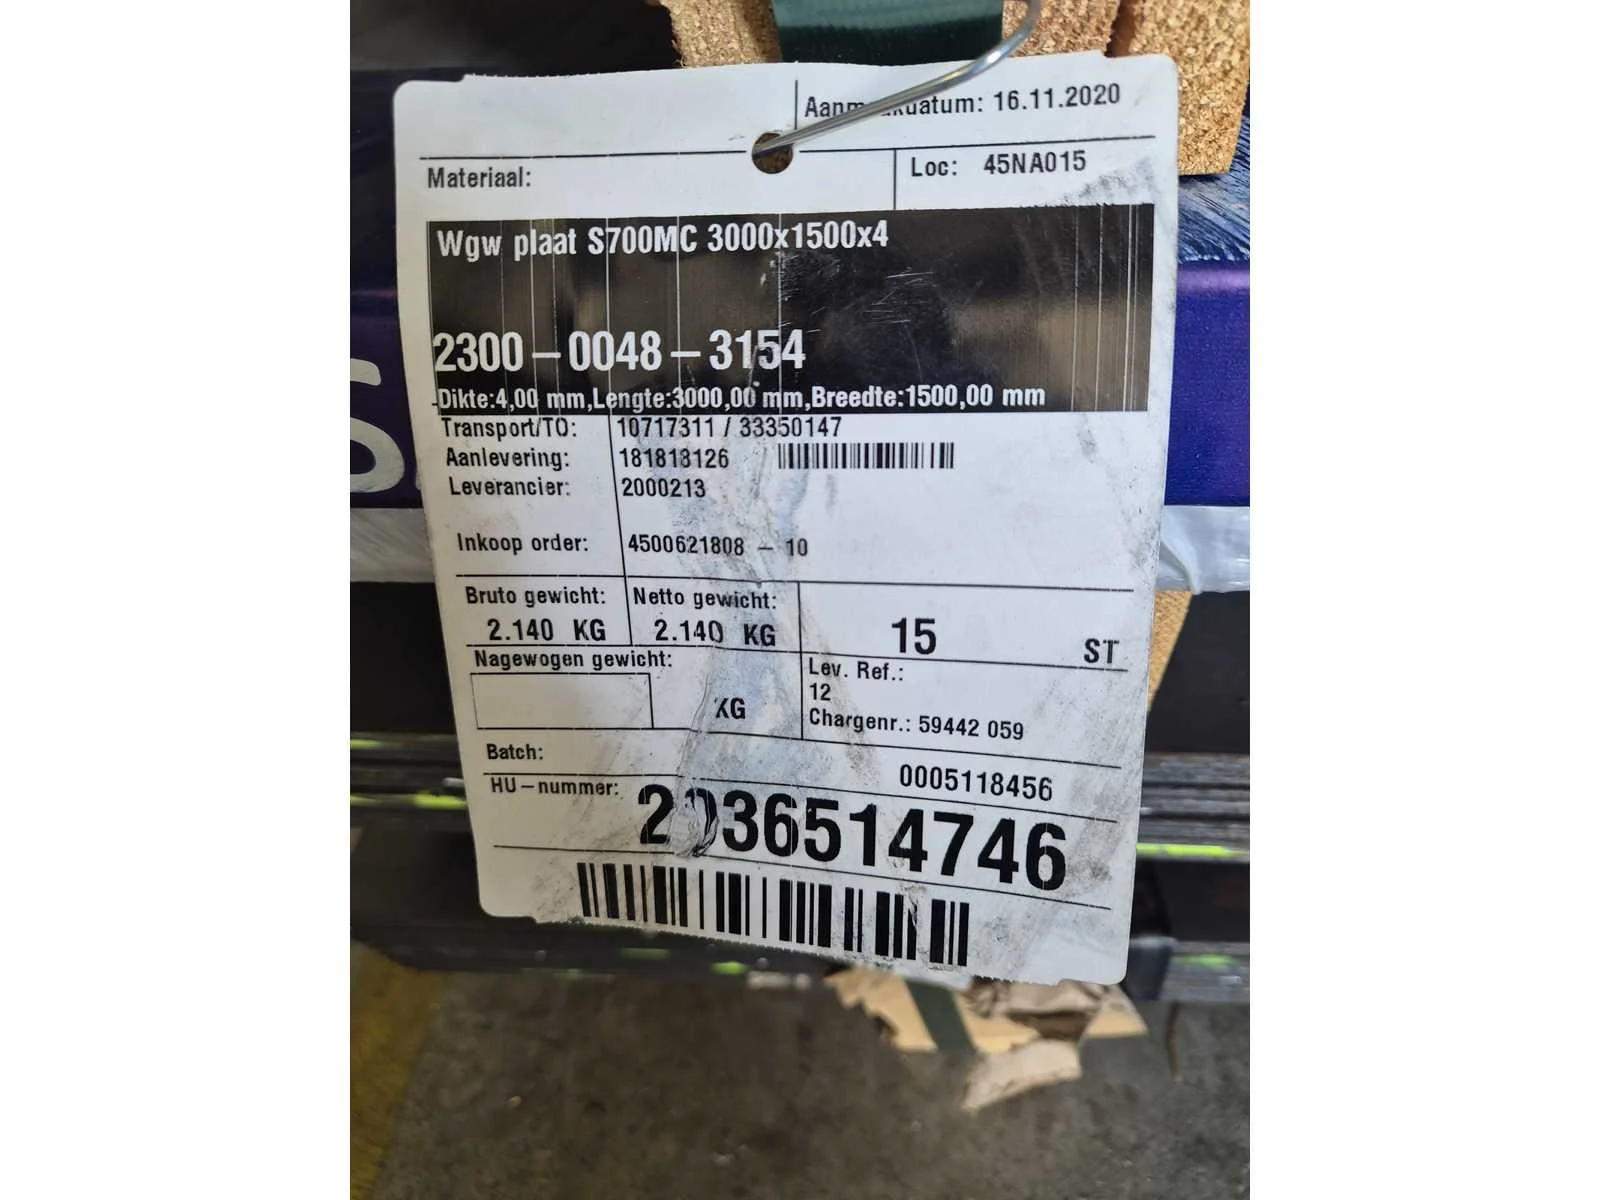 Aanmaakdatum: 16.11.2020
Materiaal:
Loc: 45NA015
Wgw plaat S700MC 3000x1500x4
2300-0048-3154
Dikte:4,00 mm,Lengte:3000,00 mm,Breedte:1500,00 mm
Transport/TO: 10717311 / 33350147
Aanlevering: 181818126
Leverancier: 2000213
Inkoop order: 4500621808 - 10
Bruto gewicht: Netto gewicht:
2.140 KG 2.140 KG 15 ST
Nagewogen gewicht: Lev. Ref.:
12
KG
Chargenr.: 59442 059
Batch: 0005118456
HU-nummer: 2036514746
S